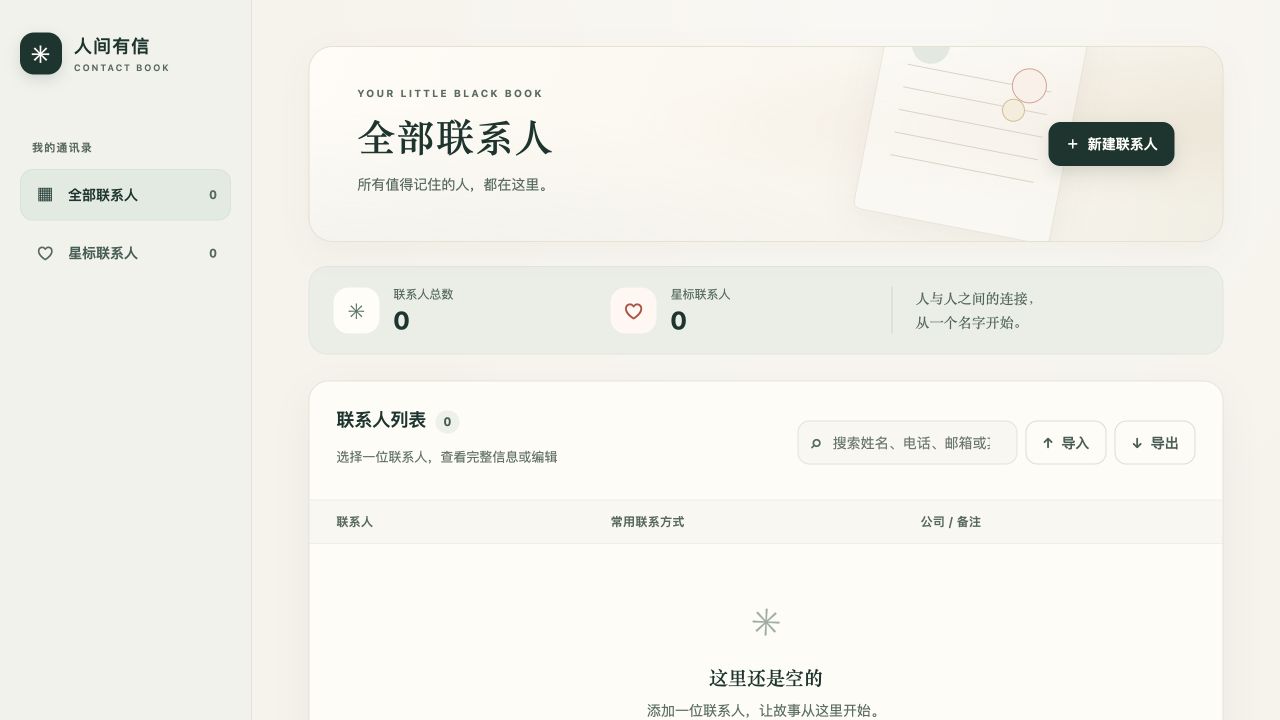 人间有信
CONTACT BOOK
我的通讯录
全部联系人 0
星标联系人 0
YOUR LITTLE BLACK BOOK
全部联系人
所有值得记住的人，都在这里。
+ 新建联系人
联系人总数
0
星标联系人
0
人与人之间的连接，
从一个名字开始。
联系人列表 0
选择一位联系人，查看完整信息或编辑
搜索姓名、电话、邮箱或
↑ 导入
↓ 导出
联系人 常用联系方式 公司 / 备注
这里还是空的
添加一位联系人，让故事从这里开始。